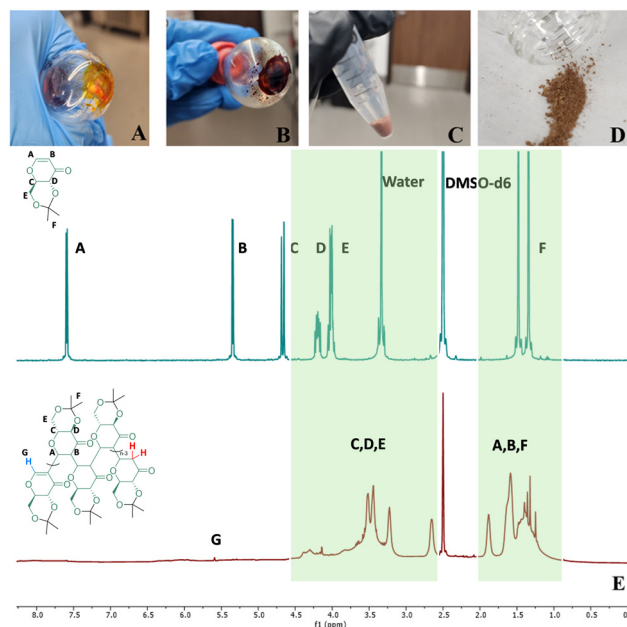 A
B
C
D
A B
O O
C D
E O
O
F
Water DMSO-d6
A B C D E F
F
E O O
C D
O O
A B
G
H
n-3
H H
C,D,E
A,B,F
G
E
8.0 7.5 7.0 6.5 6.0 5.5 5.0 4.5 4.0 3.5 3.0 2.5 2.0 1.5 1.0 0.5 0.0
f1 (ppm)